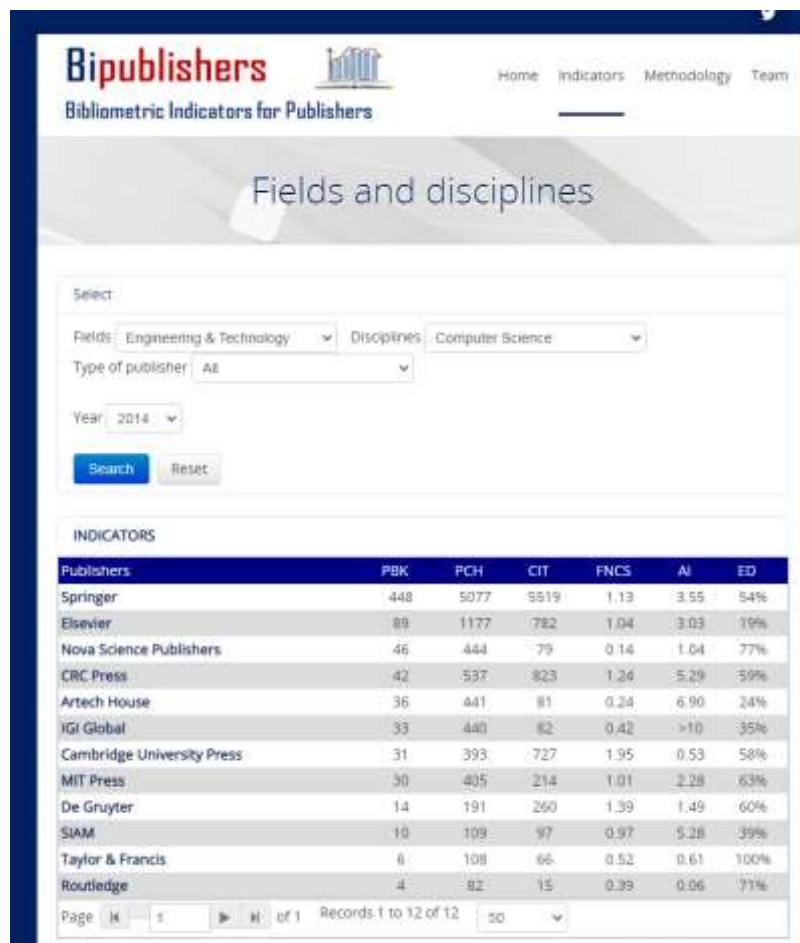 Bipublishers
Home Indicators Methodology Team
Bibliometric Indicators for Publishers
Fields and disciplines
Select
Fields Engineering & Technology Disciplines Computer Science
Type of publisher All
Year 2014
Search Reset
INDICATORS
Publishers PBK PCH CIT FNCS AI ED
Springer 448 5077 5519 1.13 3.55 54%
Elsevier 89 1177 782 1.04 3.03 19%
Nova Science Publishers 46 444 79 0.14 1.04 77%
CRC Press 42 537 823 1.24 5.29 59%
Artech House 36 441 81 0.24 6.90 24%
IGI Global 33 440 82 0.42 >10 35%
Cambridge University Press 31 393 727 1.95 0.53 58%
MIT Press 30 405 214 1.01 2.28 63%
De Gruyter 14 191 260 1.39 1.49 60%
SIAM 10 109 97 0.97 5.28 39%
Taylor & Francis 6 108 66 0.52 0.61 100%
Routledge 4 82 15 0.39 0.06 71%
Page 1 of 1 Records 1 to 12 of 12 50